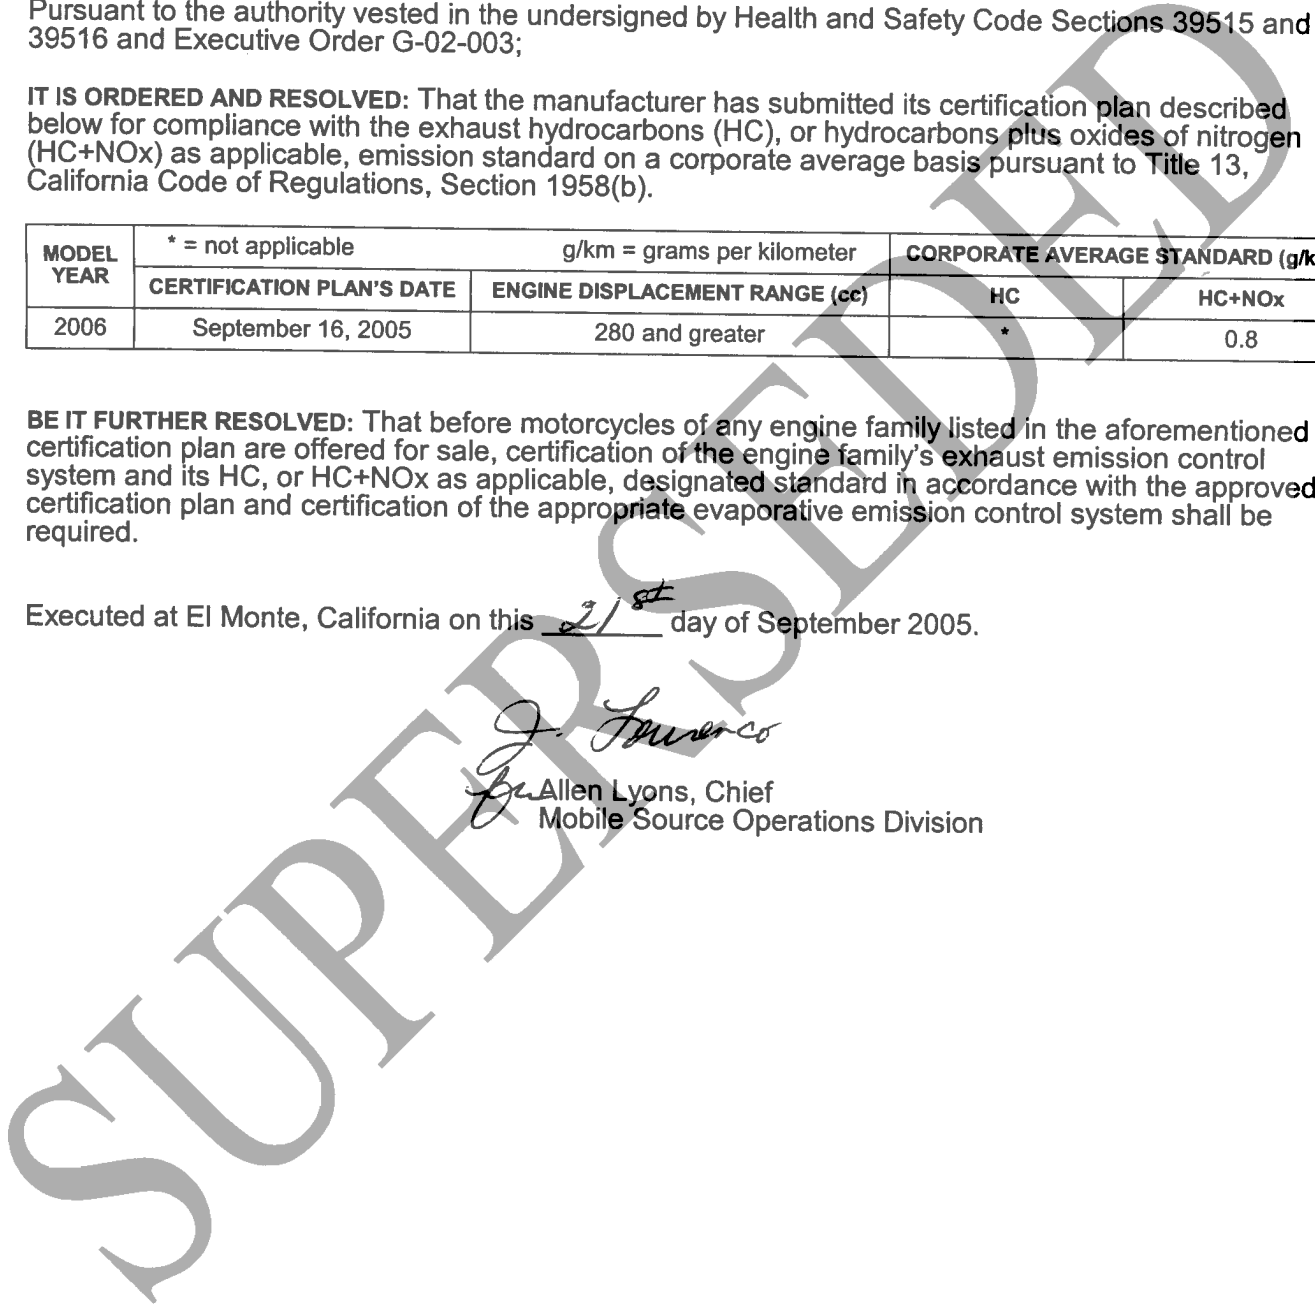 Pursuant to the authority vested in the undersigned by Health and Safety Code Sections 39515 and
39516 and Executive Order G-02-003;
IT IS ORDERED AND RESOLVED: That the manufacturer has submitted its certification plan described
below for compliance with the exhaust hydrocarbons (HC), or hydrocarbons plus oxides of nitrogen
(HC+NOx) as applicable, emission standard on a corporate average basis pursuant to Title 13,
California Code of Regulations, Section 1958(b).
MODEL YEAR
* = not applicable g/km = grams per kilometer
CORPORATE AVERAGE STANDARD (g/k
CERTIFICATION PLAN'S DATE ENGINE DISPLACEMENT RANGE (cc) HC HC+NOx
2006 September 16, 2005 280 and greater * 0.8
BE IT FURTHER RESOLVED: That before motorcycles of any engine family listed in the aforementioned
certification plan are offered for sale, certification of the engine family's exhaust emission control
system and its HC, or HC+NOx as applicable, designated standard in accordance with the approved
certification plan and certification of the appropriate evaporative emission control system shall be
required.
Executed at El Monte, California on this 21st day of September 2005.
J. Lourenco
Allen Lyons, Chief
Mobile Source Operations Division
SUPERSEDED